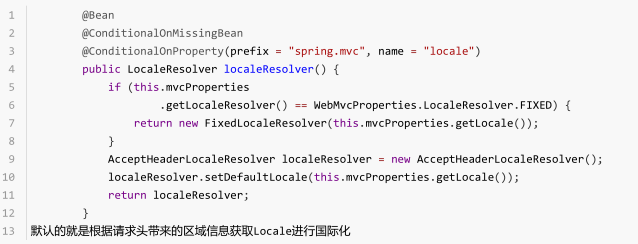 1 @Bean
2 @ConditionalOnMissingBean
3 @ConditionalOnProperty(prefix = "spring.mvc", name = "locale")
4 public LocaleResolver localeResolver() {
5 if (this.mvcProperties
6 .getLocaleResolver() == WebMvcProperties.LocaleResolver.FIXED) {
7 return new FixedLocaleResolver(this.mvcProperties.getLocale());
8 }
9 AcceptHeaderLocaleResolver localeResolver = new AcceptHeaderLocaleResolver();
10 localeResolver.setDefaultLocale(this.mvcProperties.getLocale());
11 return localeResolver;
12 }
13 默认的就是根据请求头带来的区域信息获取Locale进行国际化